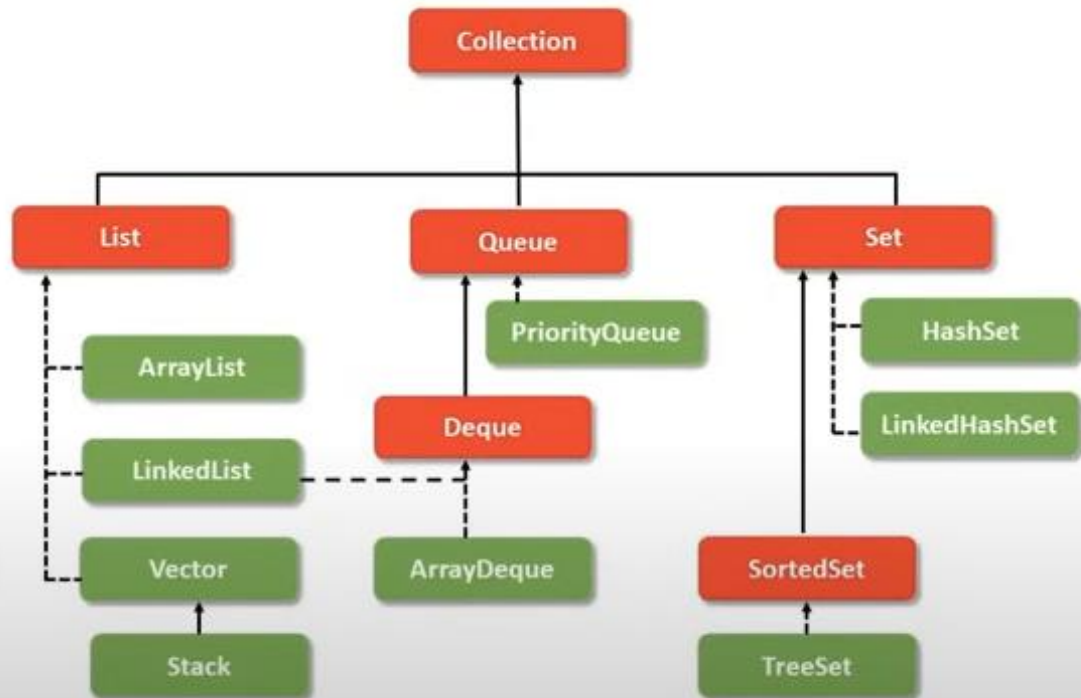 Collection
List
Queue
Set
PriorityQueue
HashSet
ArrayList
Deque
LinkedHashSet
LinkedList
Vector
ArrayDeque
SortedSet
Stack
TreeSet